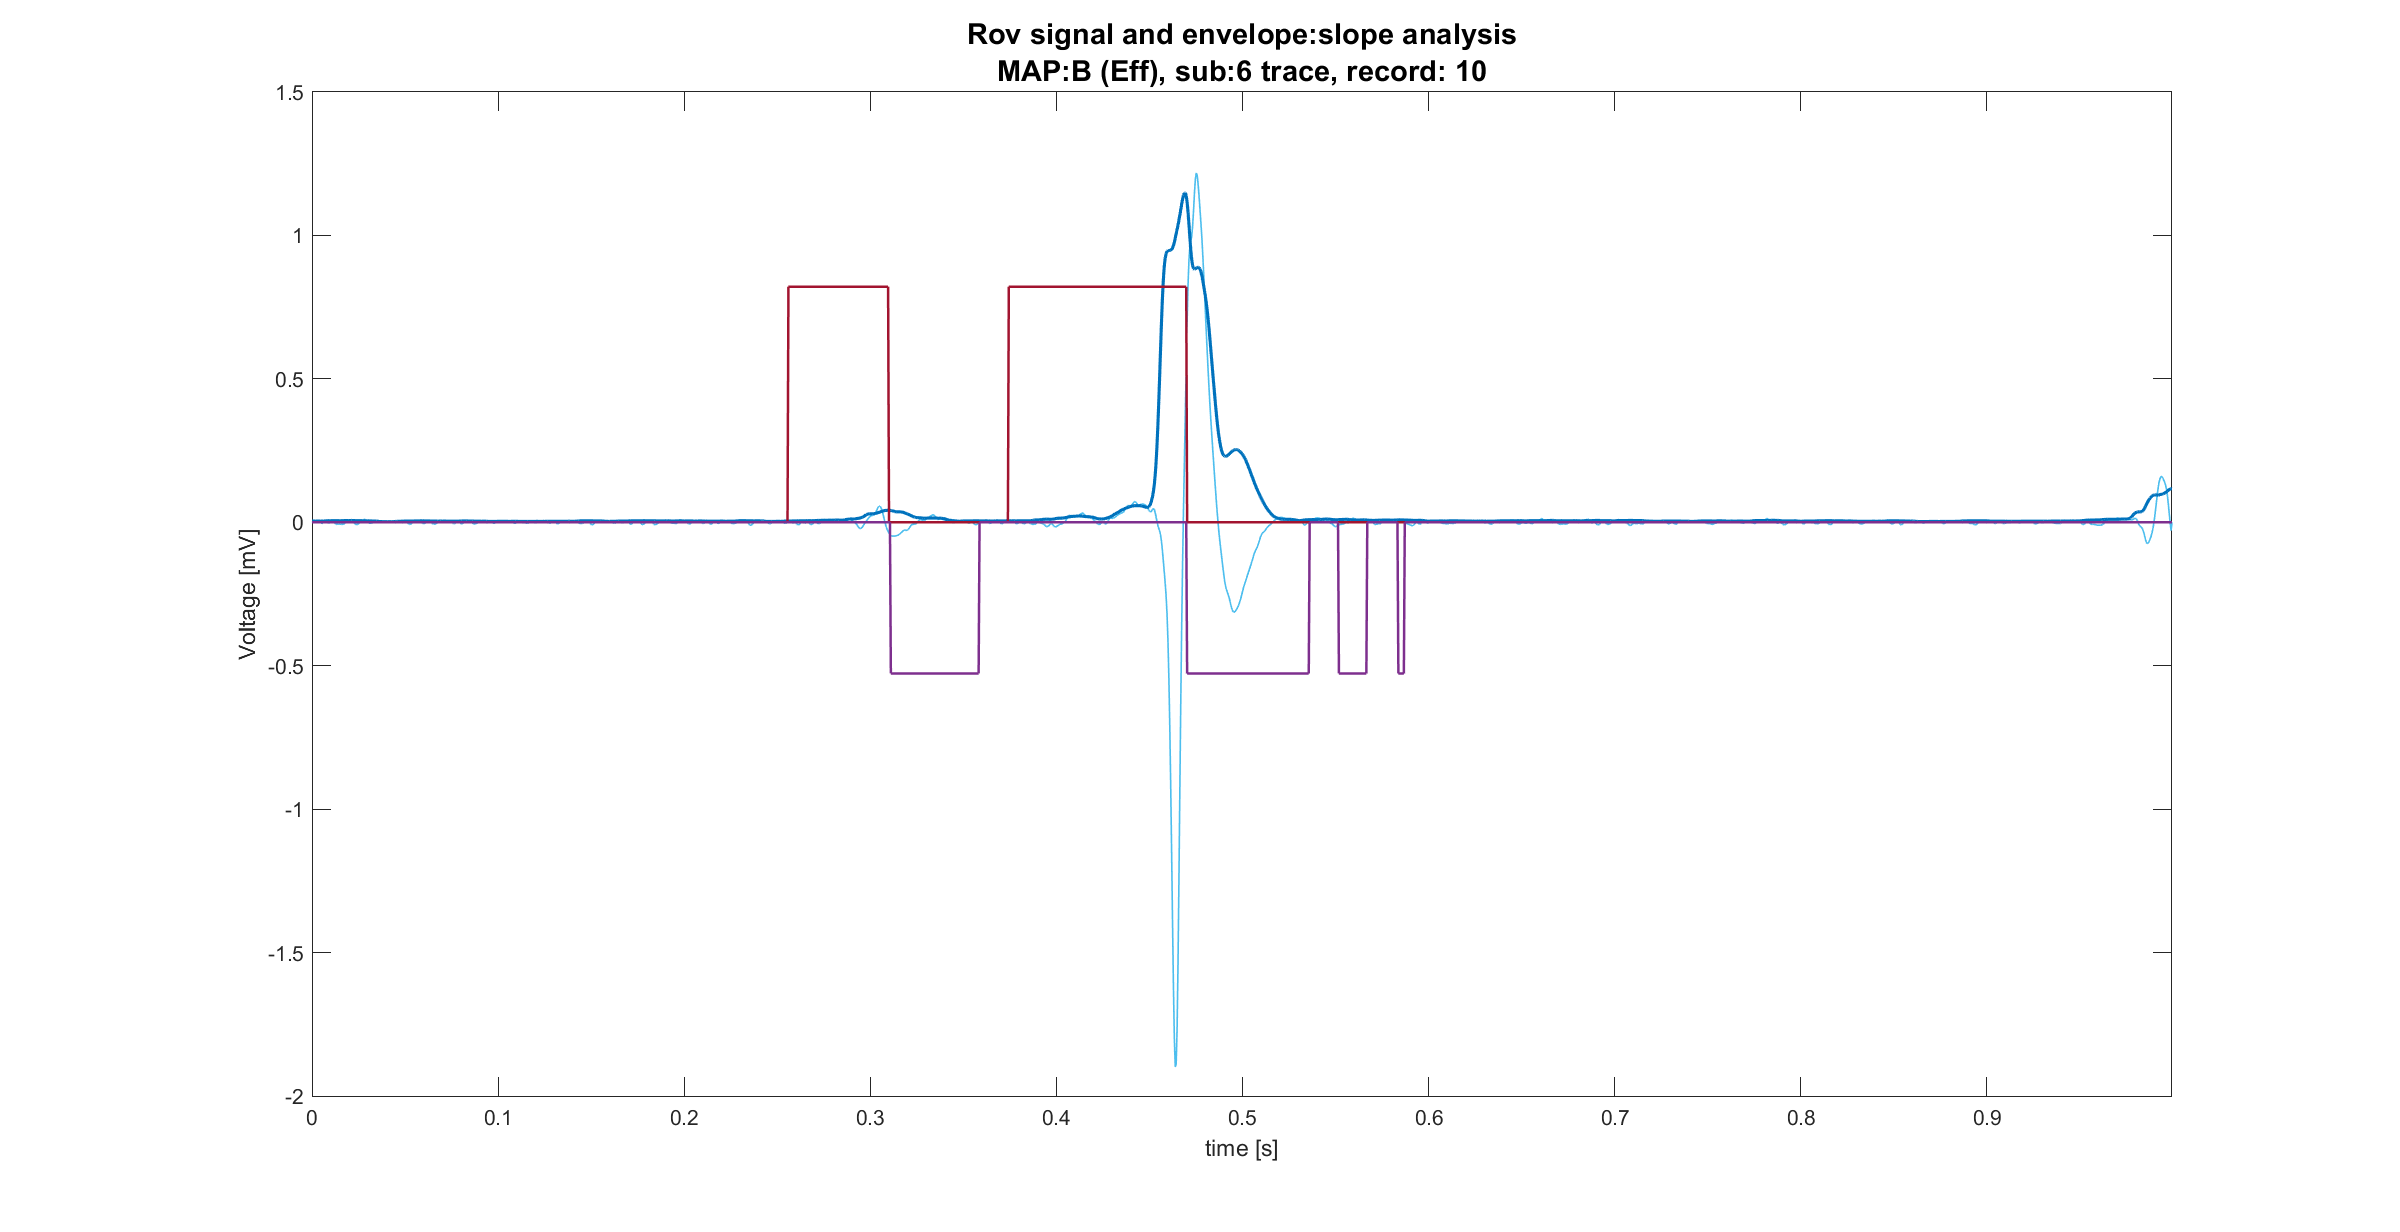 Rov signal and envelope:slope analysis
MAP:B (Eff), sub:6 trace, record: 10
1.5
1
0.5
0
-0.5
-1
-1.5
-2
Voltage [mV]
0 0.1 0.2 0.3 0.4 0.5 0.6 0.7 0.8 0.9
time [s]